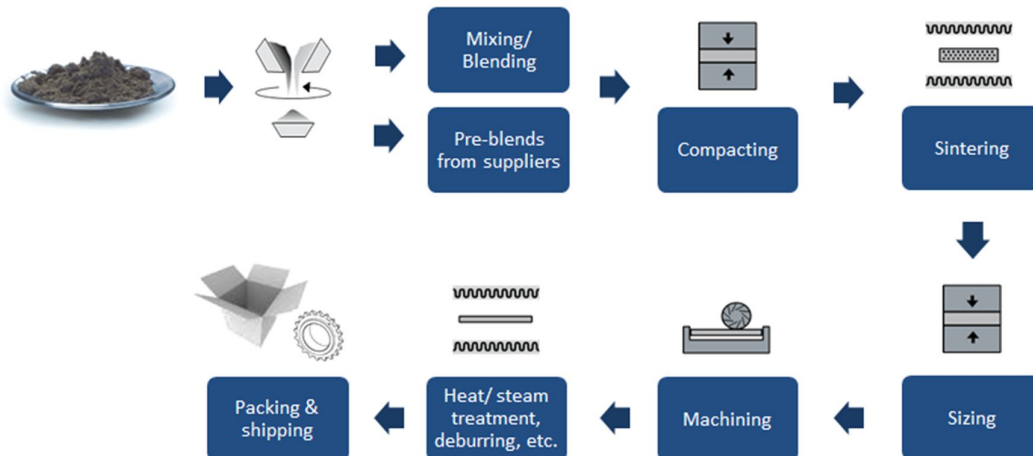 Mixing/
Blending
Pre-blends
from suppliers
Compacting
Sintering
Packing &
shipping
Heat/ steam
treatment,
deburring, etc.
Machining
Sizing